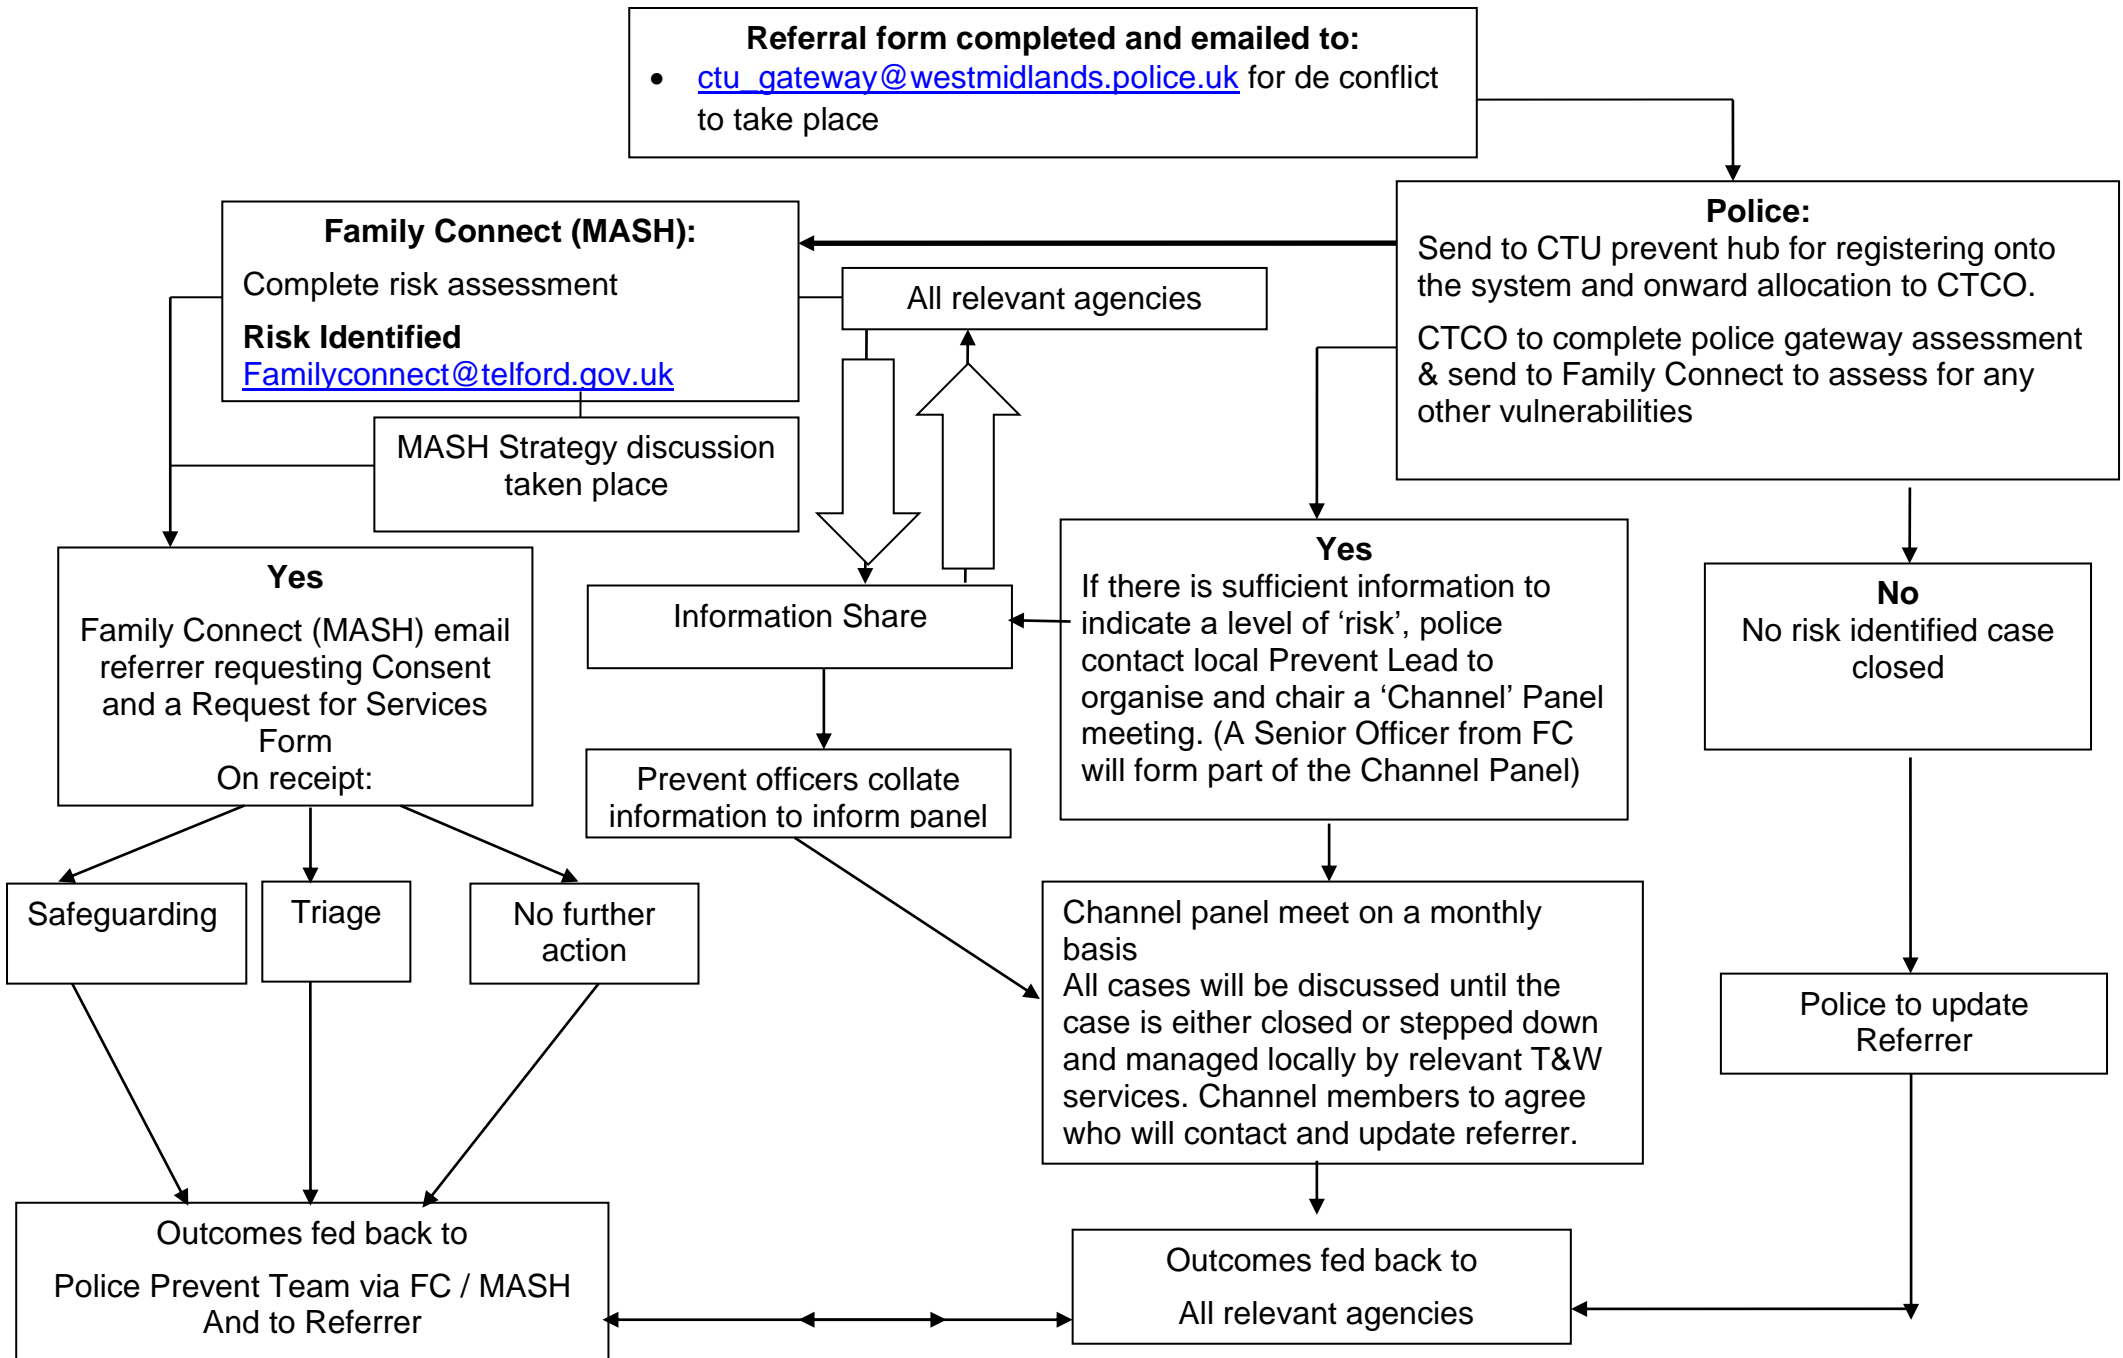 Referral form completed and emailed to:
• ctu_gateway@westmidlands.police.uk for de conflict
to take place
Family Connect (MASH):
Complete risk assessment
Risk Identified
Familyconnect@telford.gov.uk
All relevant agencies
Police:
Send to CTU prevent hub for registering onto
the system and onward allocation to CTCO.
CTCO to complete police gateway assessment
& send to Family Connect to assess for any
other vulnerabilities
MASH Strategy discussion
taken place
Yes
Family Connect (MASH) email
referrer requesting Consent
and a Request for Services
Form
On receipt:
Information Share
Yes
If there is sufficient information to
indicate a level of ‘risk’, police
contact local Prevent Lead to
organise and chair a ‘Channel’ Panel
meeting. (A Senior Officer from FC
will form part of the Channel Panel)
No
No risk identified case
closed
Prevent officers collate
information to inform panel
Safeguarding
Triage
No further
action
Channel panel meet on a monthly
basis
All cases will be discussed until the
case is either closed or stepped down
and managed locally by relevant T&W
services. Channel members to agree
who will contact and update referrer.
Police to update
Referrer
Outcomes fed back to
Police Prevent Team via FC / MASH
And to Referrer
Outcomes fed back to
All relevant agencies